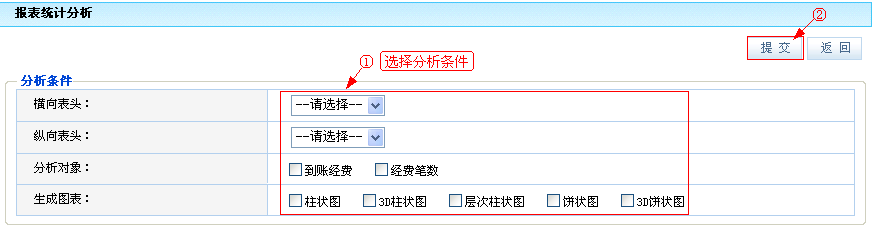 报表统计分析
②
提 交 返 回
① 选择分析条件
分析条件
横向表头： --请选择--
纵向表头： --请选择--
分析对象： 到账经费 经费笔数
生成图表： 柱状图 3D柱状图 层次柱状图 饼状图 3D饼状图